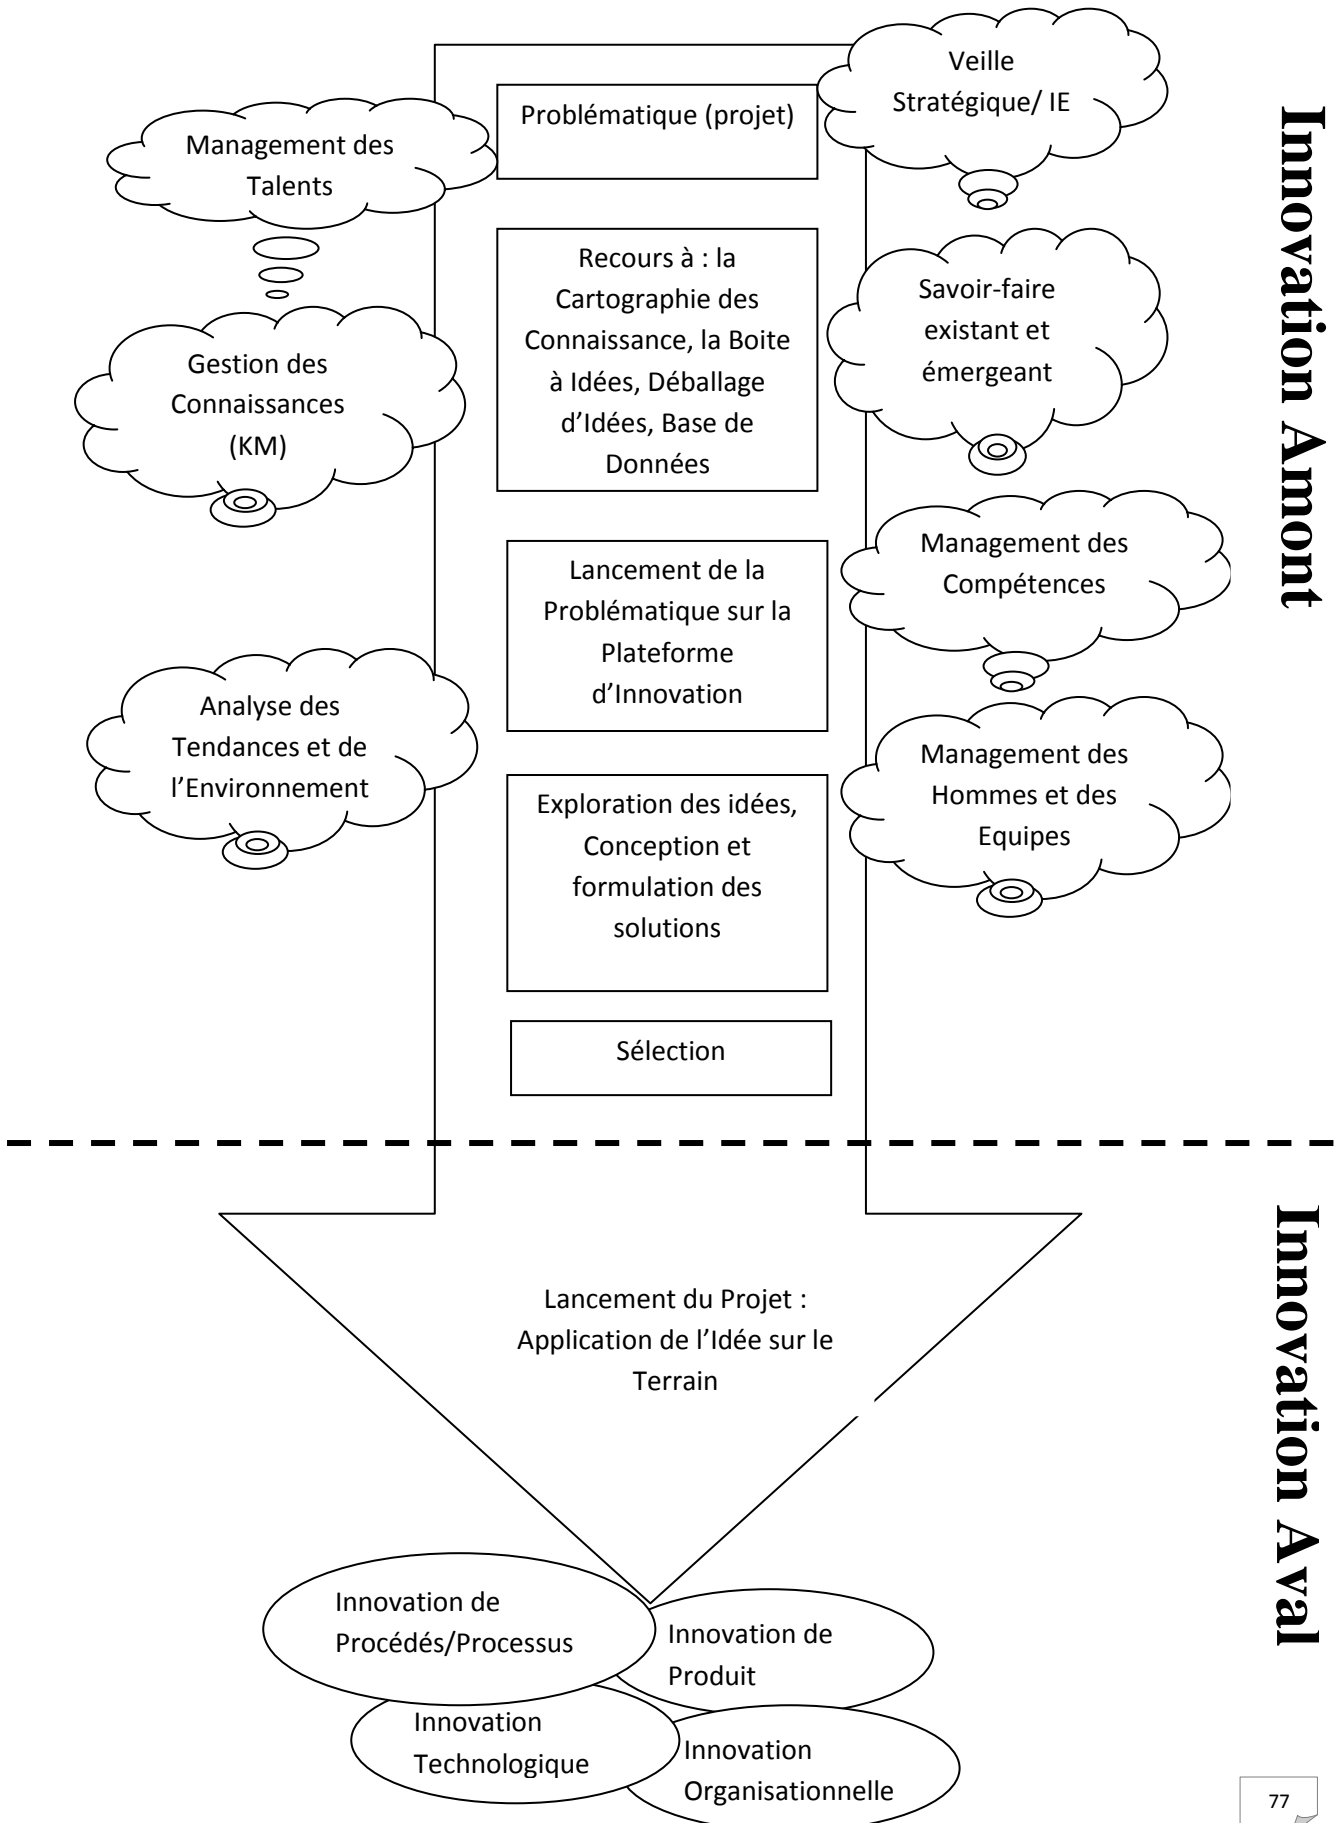 Veille
Stratégique/ IE
Problématique (projet)
Management des
Talents
Innovation Amont
Recours à : la
Cartographie des
Connaissance, la Boite
à Idées, Déballage
d’Idées, Base de
Données
Savoir-faire
existant et
émergeant
Gestion des
Connaissances
(KM)
Management des
Compétences
Lancement de la
Problématique sur la
Plateforme
d’Innovation
Analyse des
Tendances et de
l’Environnement
Management des
Hommes et des
Equipes
Exploration des idées,
Conception et
formulation des
solutions
Sélection
Innovation Aval
Lancement du Projet :
Application de l’Idée sur le
Terrain
Innovation de
Procédés/Processus
Innovation de
Produit
Innovation
Technologique
Innovation
Organisationnelle
77